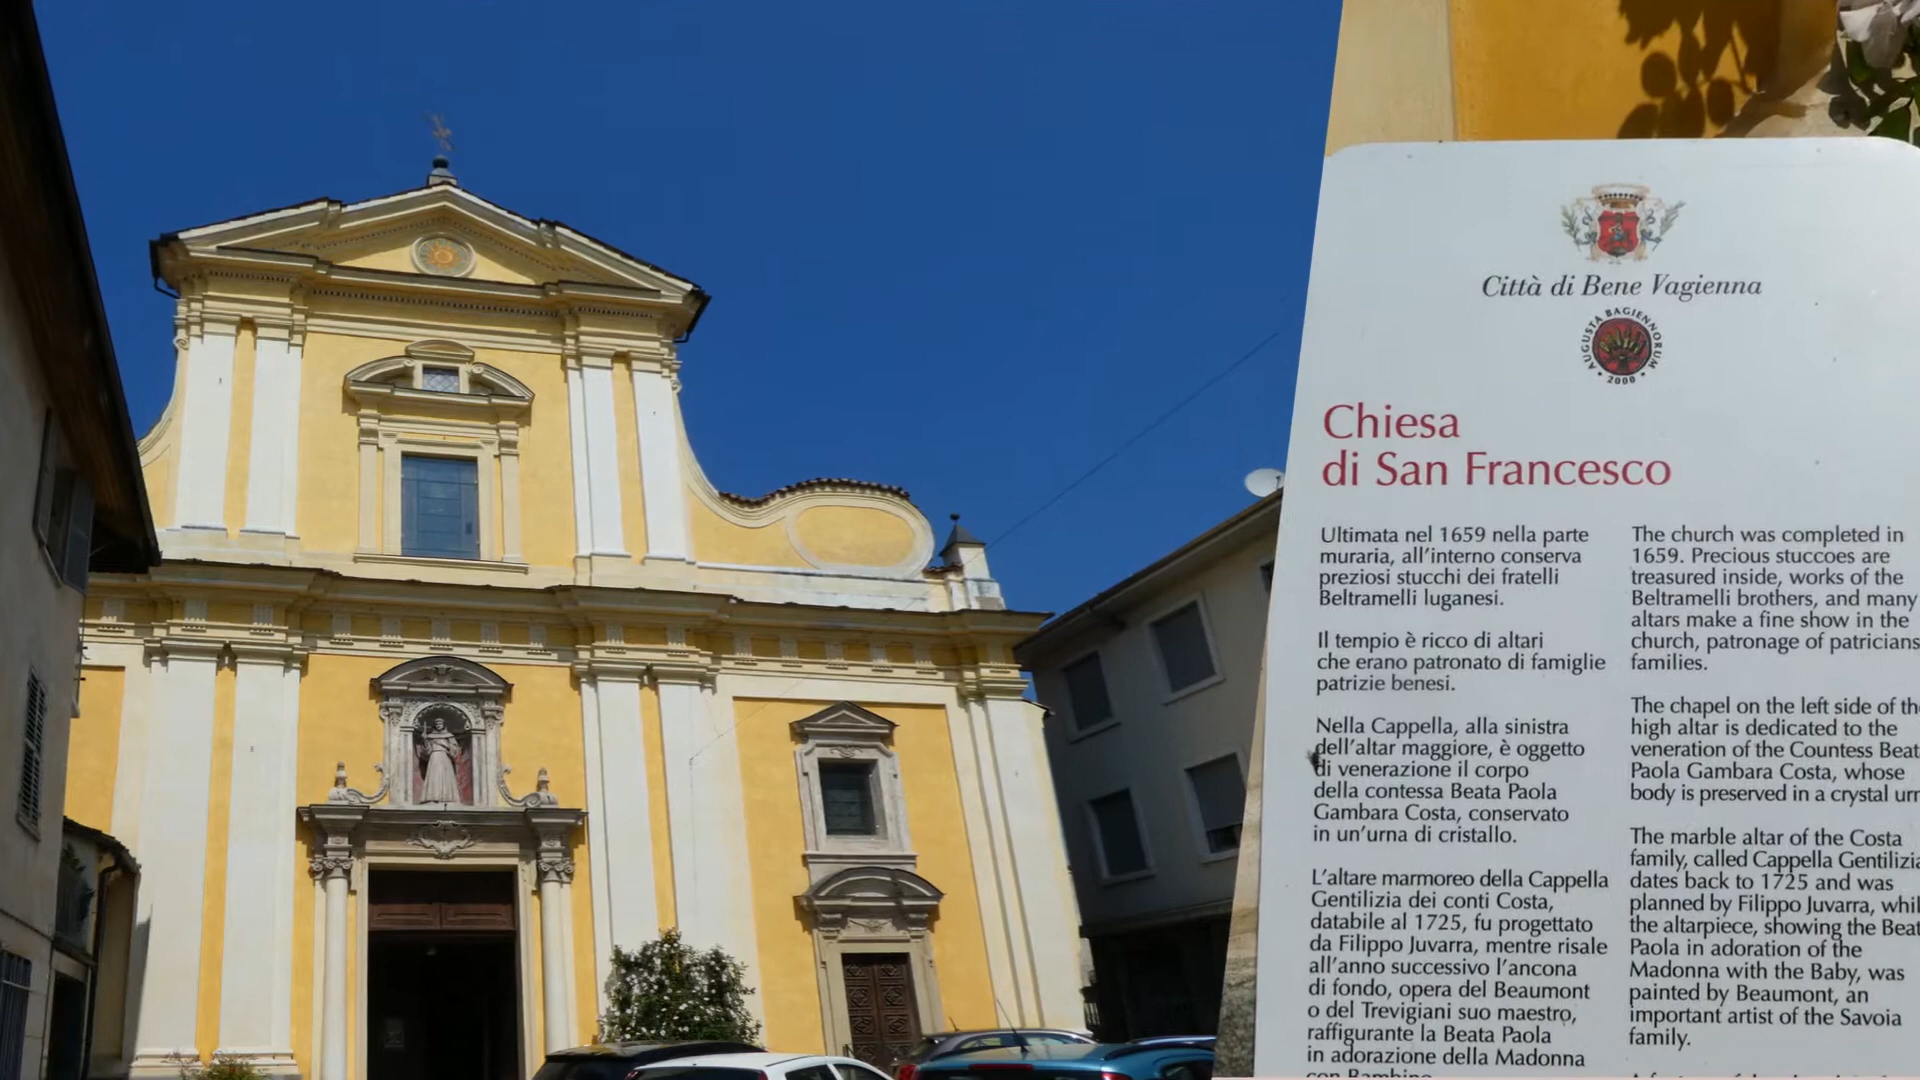 Città di Bene Vagienna
AUGUSTA BAGIENNORUM
• 2000 •
Chiesa
di San Francesco
Ultimata nel 1659 nella parte
muraria, all'interno conserva
preziosi stucchi dei fratelli
Beltramelli luganesi.
Il tempio è ricco di altari
che erano patronato di famiglie
patrizie benesi.
Nella Cappella, alla sinistra
dell'altar maggiore, è oggetto
di venerazione il corpo
della contessa Beata Paola
Gambara Costa, conservato
in un'urna di cristallo.
L'altare marmoreo della Cappella
Gentilizia dei conti Costa,
databile al 1725, fu progettato
da Filippo Juvarra, mentre risale
all'anno successivo l'ancona
di fondo, opera del Beaumont
o del Trevigiani suo maestro,
raffigurante la Beata Paola
in adorazione della Madonna
con Bambino
The church was completed in
1659. Precious stuccoes are
treasured inside, works of the
Beltramelli brothers, and many
altars make a fine show in the
church, patronage of patricians
families.
The chapel on the left side of th
high altar is dedicated to the
veneration of the Countess Beat
Paola Gambara Costa, whose
body is preserved in a crystal urn
The marble altar of the Costa
family, called Cappella Gentilizia
dates back to 1725 and was
planned by Filippo Juvarra, whil
the altarpiece, showing the Beat
Paola in adoration of the
Madonna with the Baby, was
painted by Beaumont, an
important artist of the Savoia
family.